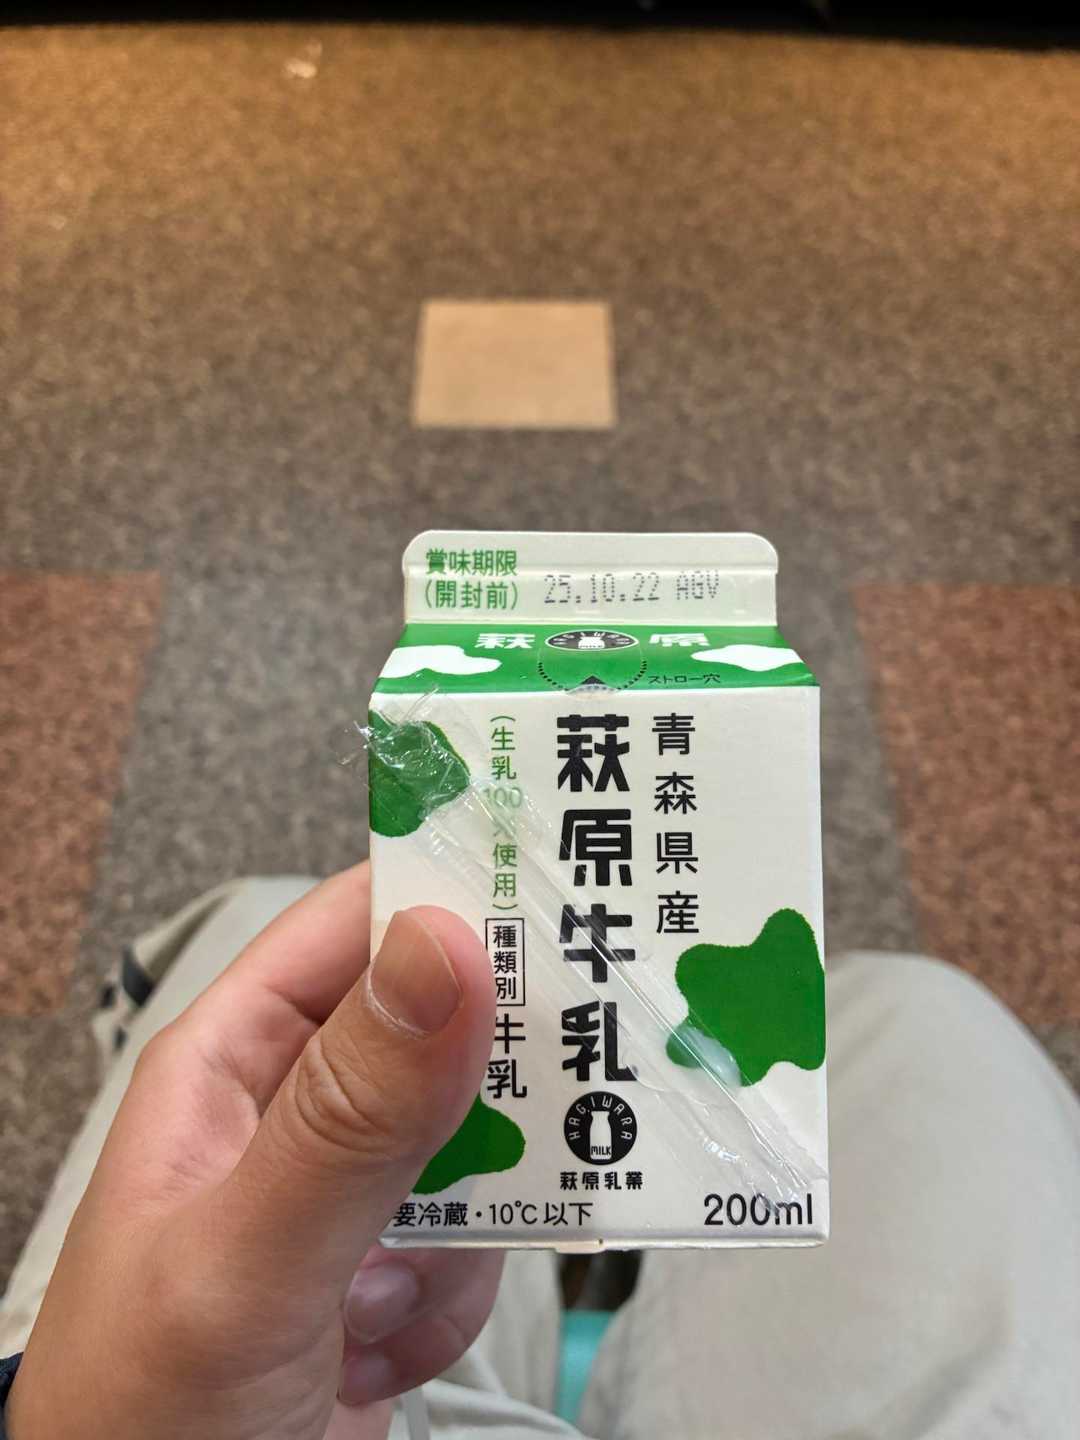 賞味期限
(開封前)
25.10.22 AGV
萩 HAGIWARA MILK 原
ストロー穴
青森県産
萩原牛乳
(生乳100%使用)
種類別
牛乳
HAGIWARA
MILK
萩原乳業
要冷蔵・10℃以下
200ml